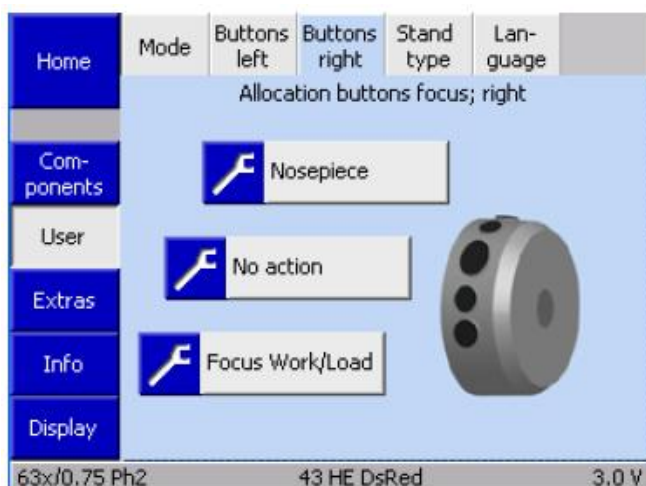 Home
Mode
Buttons
left
Buttons
right
Stand
type
Lan-
guage
Allocation buttons focus; right
Com-
ponents
User
Extras
Info
Display
Nosepiece
No action
Focus Work/Load
63x/0.75 Ph2
43 HE DsRed
3.0 V